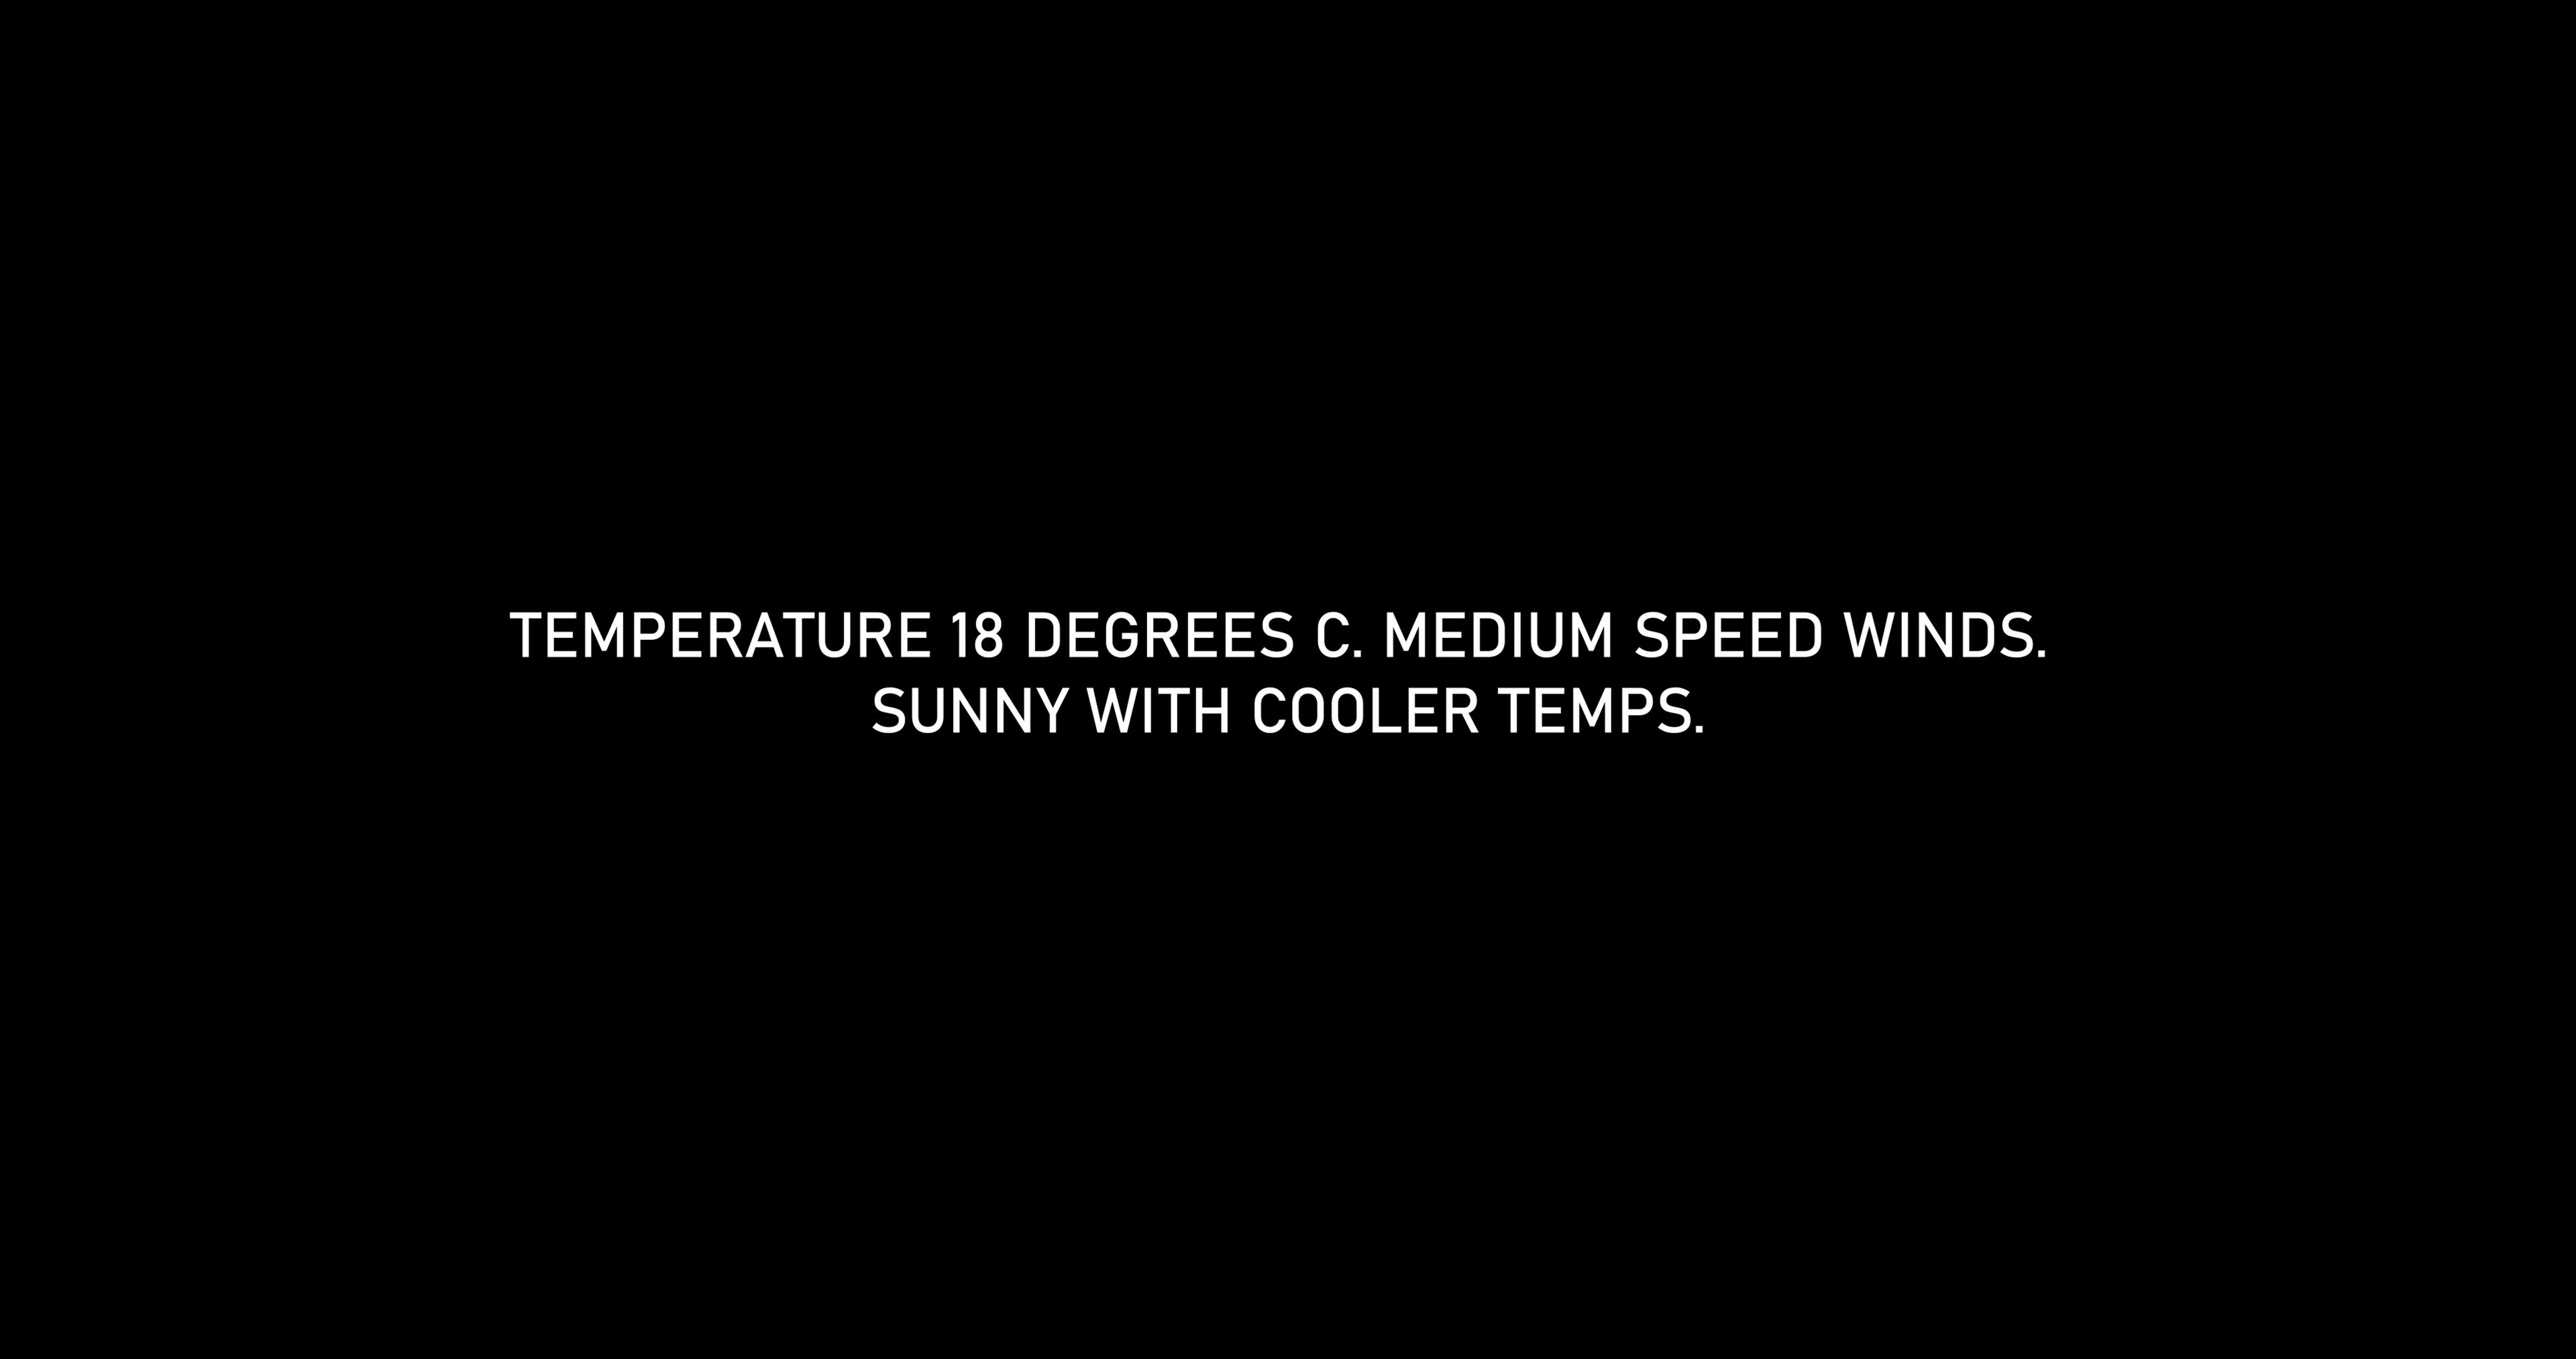 TEMPERATURE 18 DEGREES C. MEDIUM SPEED WINDS.
SUNNY WITH COOLER TEMPS.